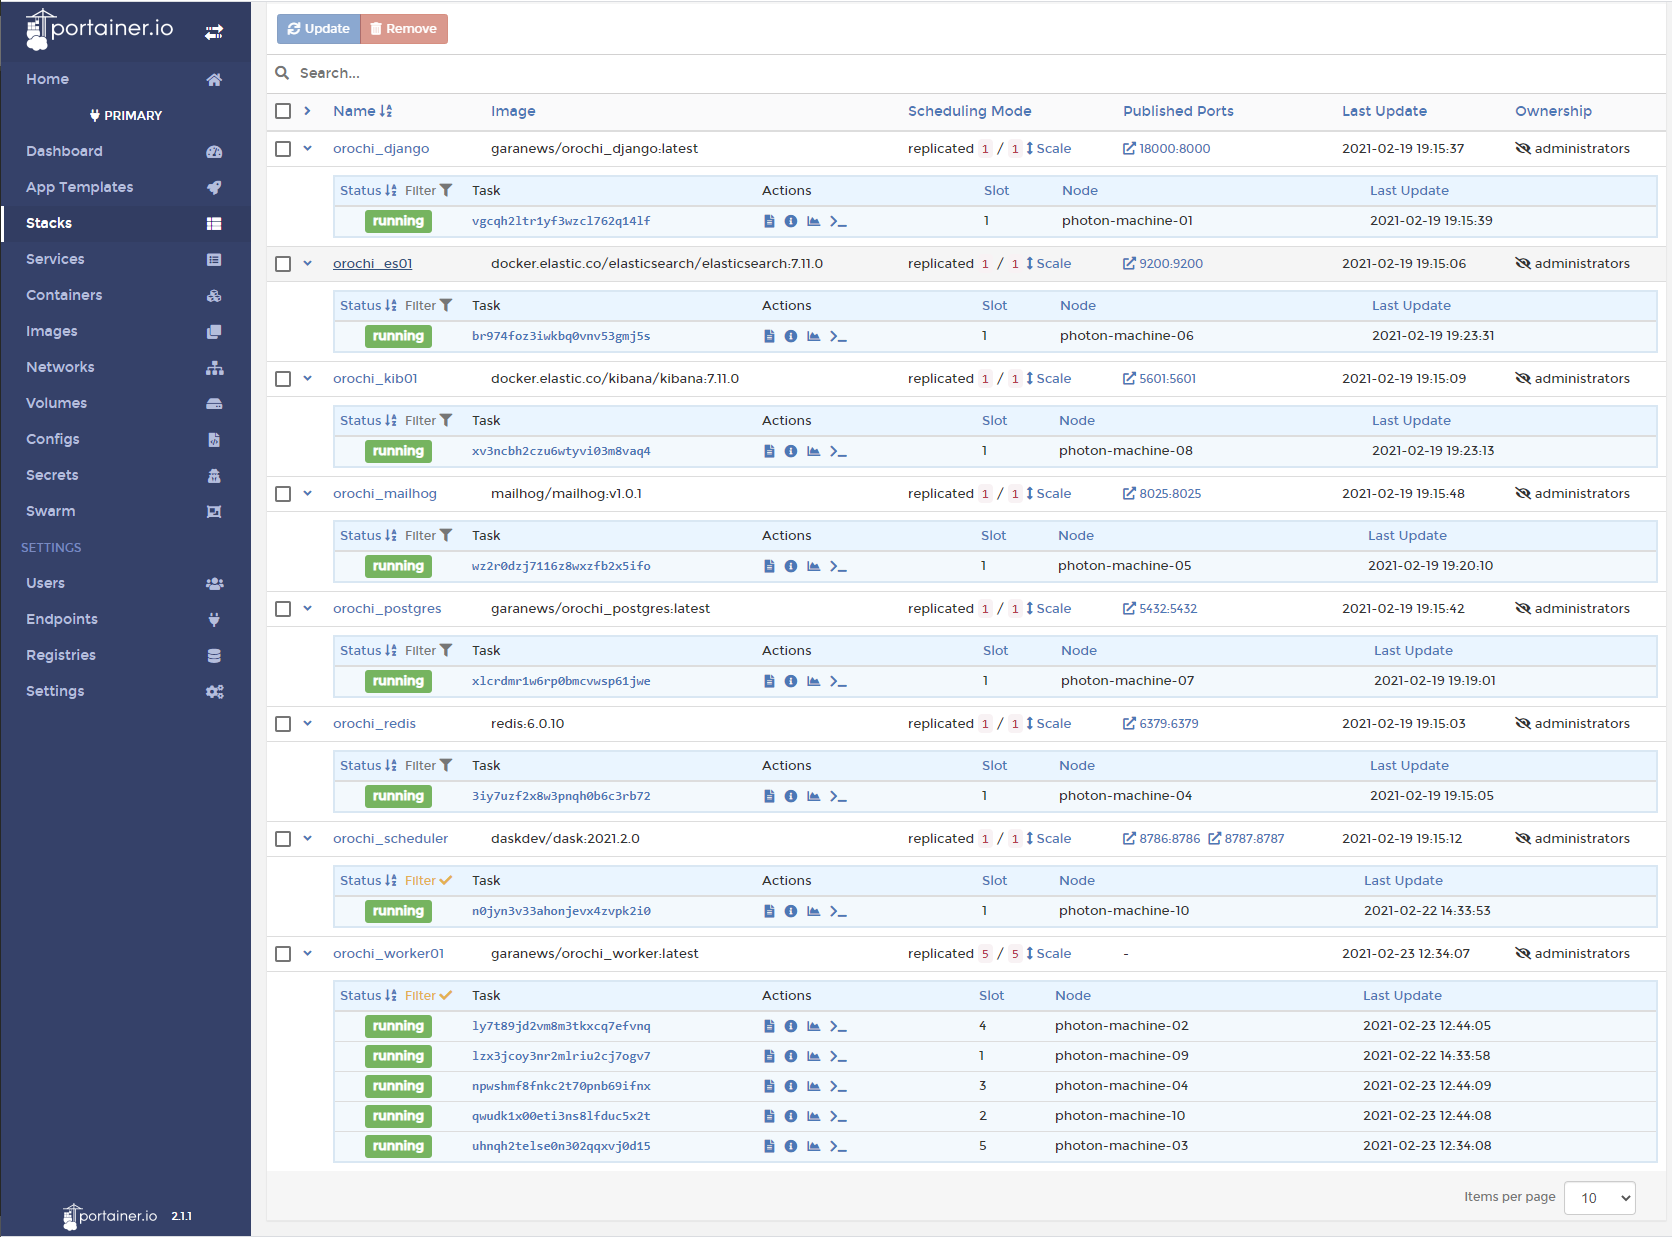 portainer.io
Home
PRIMARY
Dashboard
App Templates
Stacks
Services
Containers
Images
Networks
Volumes
Configs
Secrets
Swarm
SETTINGS
Users
Endpoints
Registries
Settings
portainer.io 2.1.1
Update Remove
Search...
Name Image Scheduling Mode Published Ports Last Update Ownership
orochi_django garanews/orochi_django:latest replicated 1 / 1 Scale 18000:8000 2021-02-19 19:15:37 administrators
Status Filter Task Actions Slot Node Last Update
running vgcqh2ltr1yf3wzcl762q14lf 1 photon-machine-01 2021-02-19 19:15:39
orochi_es01 docker.elastic.co/elasticsearch/elasticsearch:7.11.0 replicated 1 / 1 Scale 9200:9200 2021-02-19 19:15:06 administrators
Status Filter Task Actions Slot Node Last Update
running br974foz3iwkbq0vnv53gmj5s 1 photon-machine-06 2021-02-19 19:23:31
orochi_kib01 docker.elastic.co/kibana/kibana:7.11.0 replicated 1 / 1 Scale 5601:5601 2021-02-19 19:15:09 administrators
Status Filter Task Actions Slot Node Last Update
running xv3ncbh2czu6wtyvi03m8vaq4 1 photon-machine-08 2021-02-19 19:23:13
orochi_mailhog mailhog/mailhog:v1.0.1 replicated 1 / 1 Scale 8025:8025 2021-02-19 19:15:48 administrators
Status Filter Task Actions Slot Node Last Update
running wz2r0dzj7116z8wxzfb2x5ifo 1 photon-machine-05 2021-02-19 19:20:10
orochi_postgres garanews/orochi_postgres:latest replicated 1 / 1 Scale 5432:5432 2021-02-19 19:15:42 administrators
Status Filter Task Actions Slot Node Last Update
running xlcrdmr1w6rp0bmcvwsp61jwe 1 photon-machine-07 2021-02-19 19:19:01
orochi_redis redis:6.0.10 replicated 1 / 1 Scale 6379:6379 2021-02-19 19:15:03 administrators
Status Filter Task Actions Slot Node Last Update
running 3iy7uzf2x8w3pnqh0b6c3rb72 1 photon-machine-04 2021-02-19 19:15:05
orochi_scheduler daskdev/dask:2021.2.0 replicated 1 / 1 Scale 8786:8786 8787:8787 2021-02-19 19:15:12 administrators
Status Filter Task Actions Slot Node Last Update
running n0jyn3v33ahonjevx4zvpk2i0 1 photon-machine-10 2021-02-22 14:33:53
orochi_worker01 garanews/orochi_worker:latest replicated 5 / 5 Scale - 2021-02-23 12:34:07 administrators
Status Filter Task Actions Slot Node Last Update
running ly7t89jd2vm8m3tkxcq7efvnq 4 photon-machine-02 2021-02-23 12:44:05
running lzx3jcoy3nr2mlriu2cj7ogv7 1 photon-machine-09 2021-02-22 14:33:58
running npwshmf8fnkc2t70pnb69ifnx 3 photon-machine-04 2021-02-23 12:44:09
running qwudk1x00eti3ns8lfduc5x2t 2 photon-machine-10 2021-02-23 12:44:08
running uhnqh2telse0n302qqxvj0d15 5 photon-machine-03 2021-02-23 12:34:08
Items per page 10